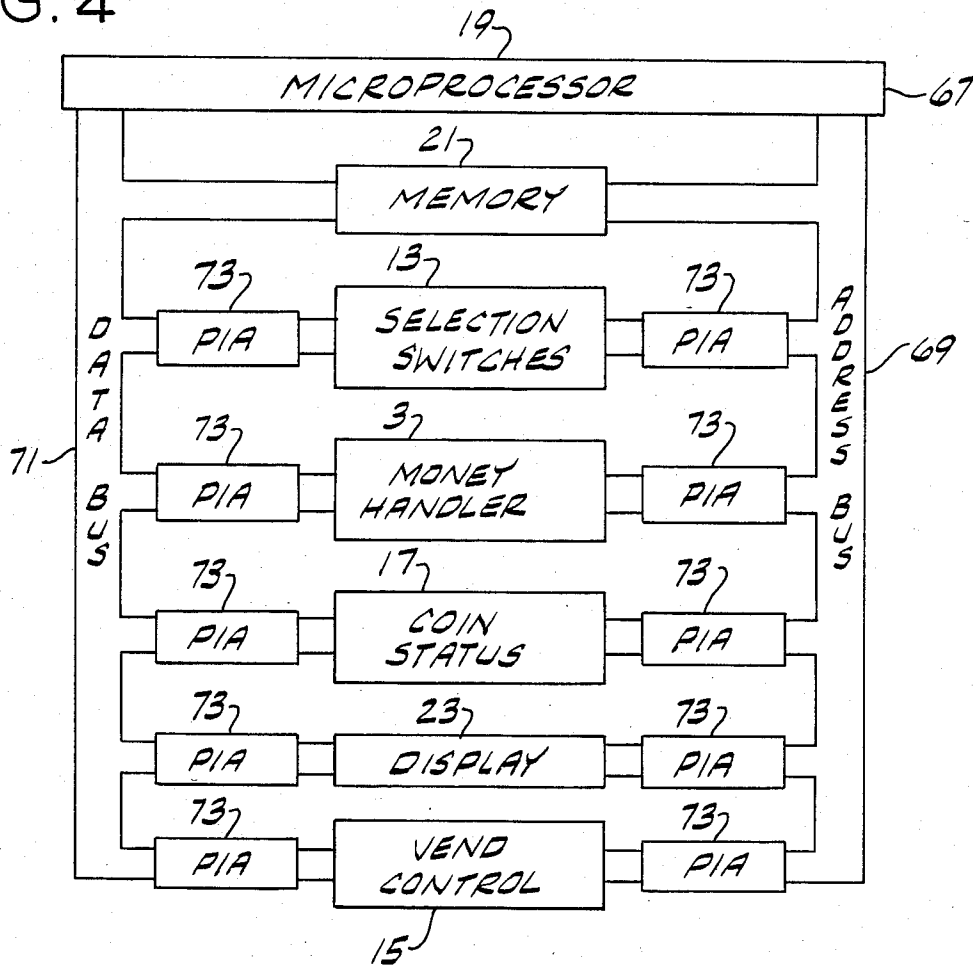 G. 4
19
MICROPROCESSOR
67
21
MEMORY
73 13 73
PIA SELECTION SWITCHES PIA
DATA BUS
ADDRESS BUS
69
71
73 3 73
PIA MONEY HANDLER PIA
73 17 73
PIA COIN STATUS PIA
73 23 73
PIA DISPLAY PIA
73 73
PIA VEND CONTROL PIA
15